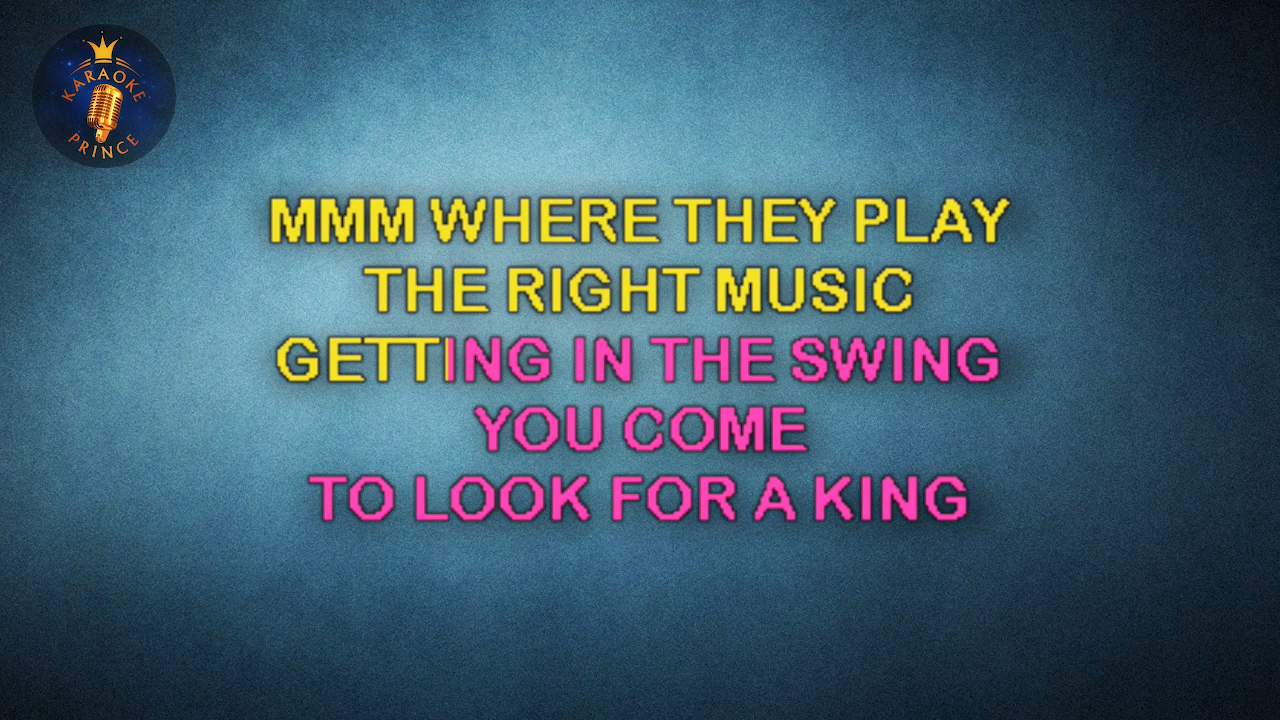 KARAOKE
PRINCE
MMM WHERE THEY PLAY
THE RIGHT MUSIC
GETTING IN THE SWING
YOU COME
TO LOOK FOR A KING